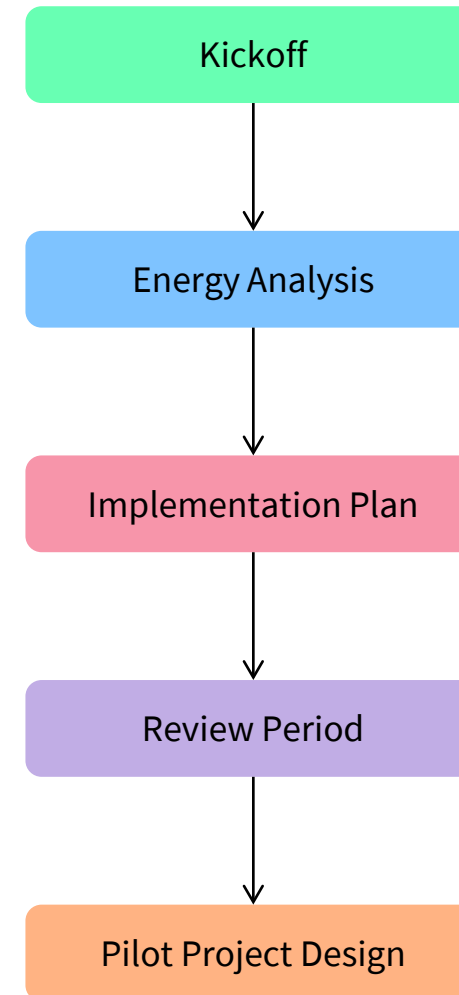 Kickoff
Energy Analysis
Implementation Plan
Review Period
Pilot Project Design